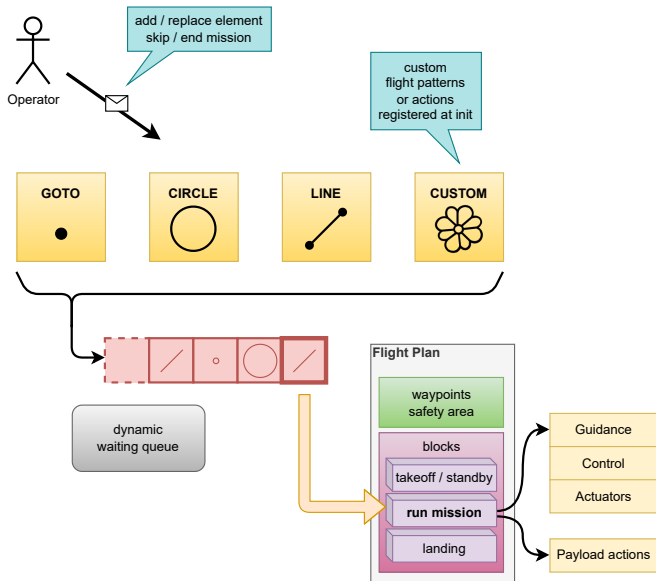 add / replace element
skip / end mission
Operator
custom
flight patterns
or actions
registered at init
GOTO
CIRCLE
LINE
CUSTOM
Flight Plan
waypoints
safety area
dynamic
waiting queue
blocks
takeoff / standby
run mission
landing
Guidance
Control
Actuators
Payload actions